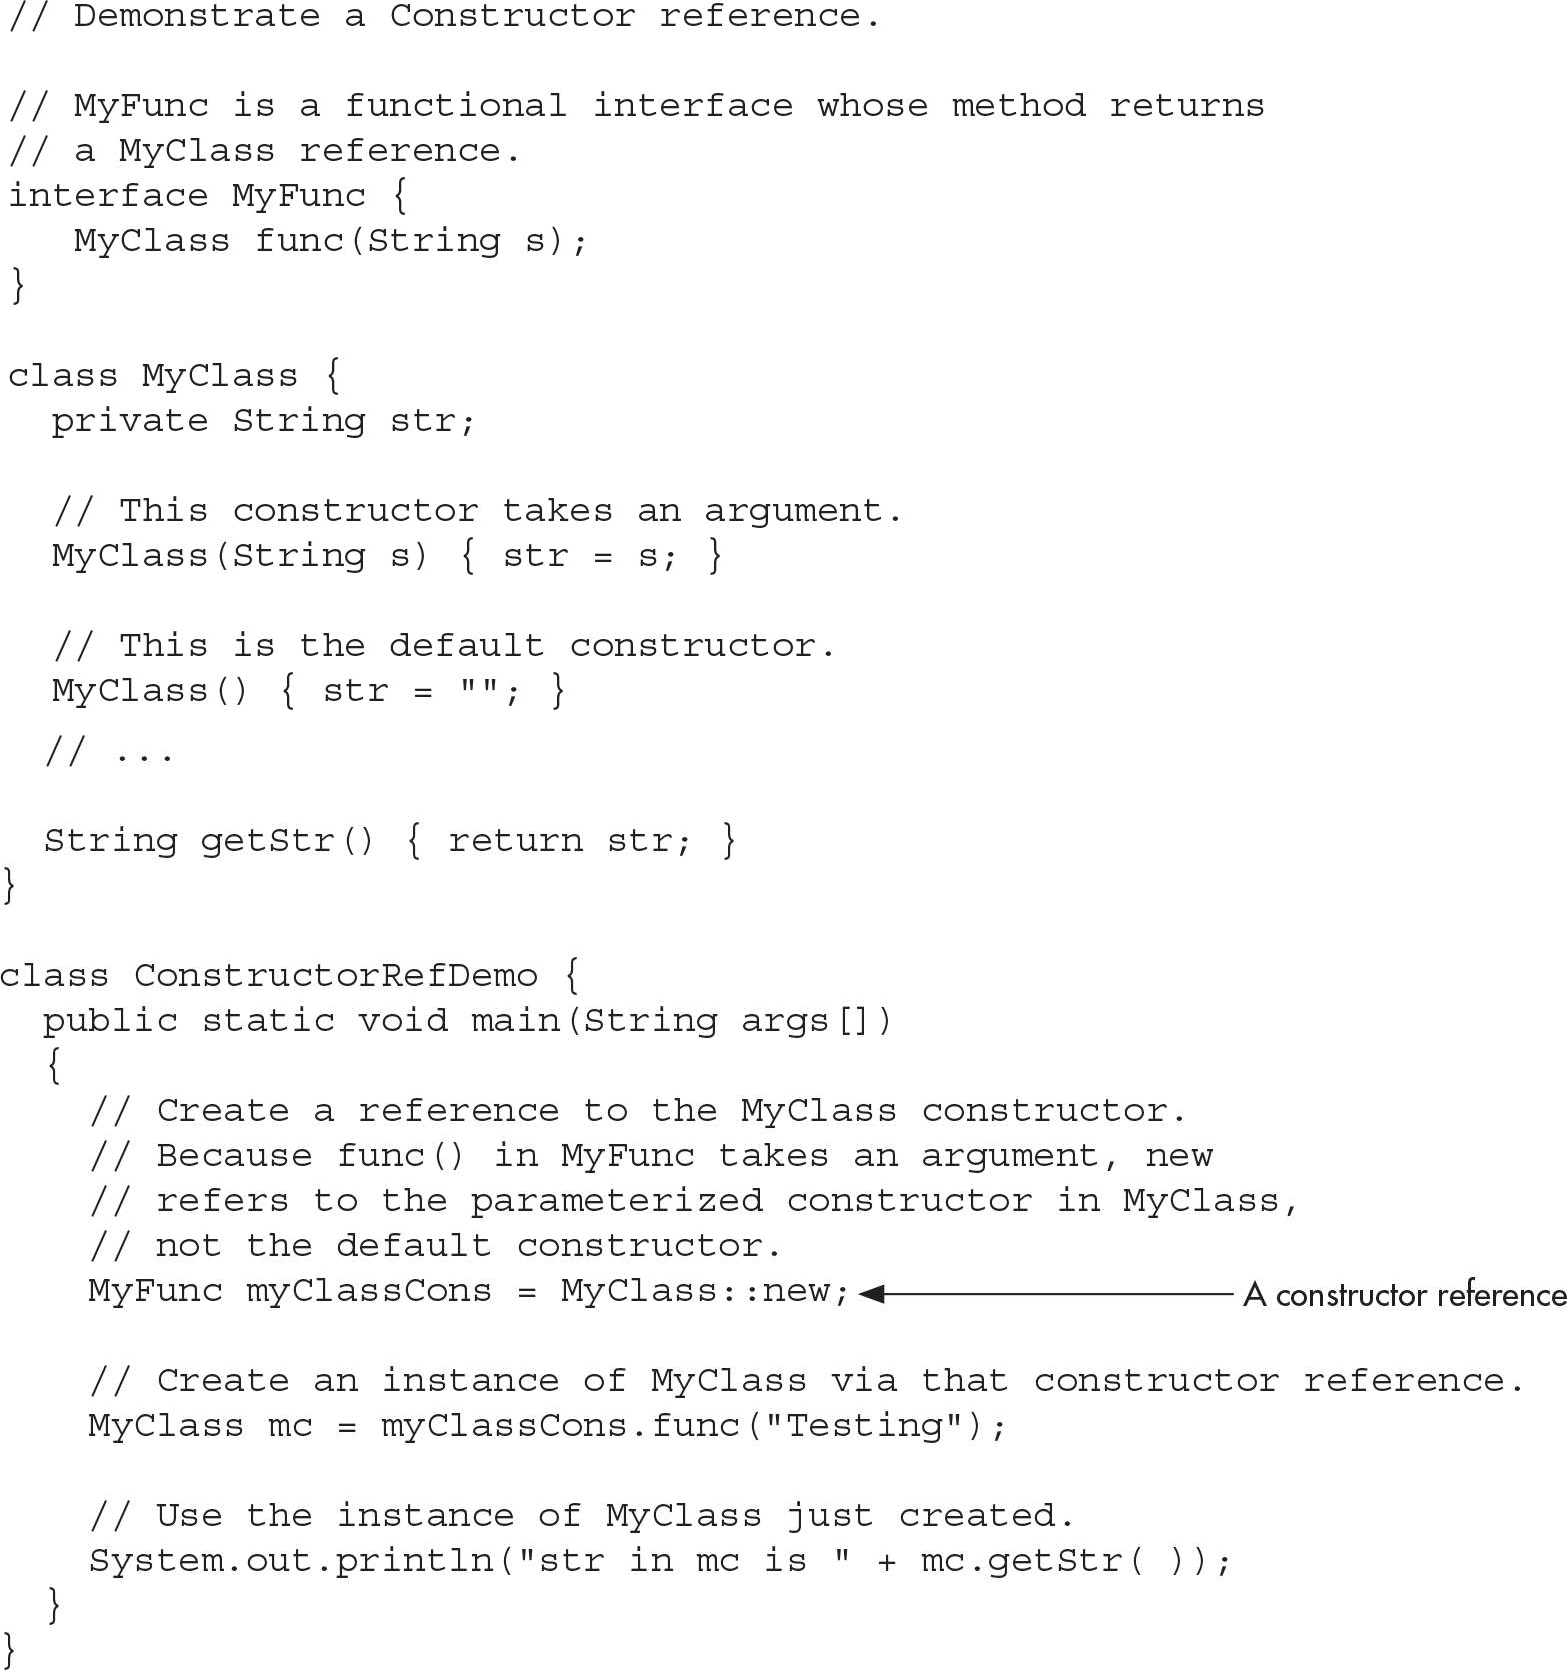 // Demonstrate a Constructor reference.
// MyFunc is a functional interface whose method returns
// a MyClass reference.
interface MyFunc {
   MyClass func(String s);
}
class MyClass {
  private String str;
  // This constructor takes an argument.
  MyClass(String s) { str = s; }
  // This is the default constructor.
  MyClass() { str = ""; }
  // ...
  String getStr() { return str; }
}
class ConstructorRefDemo {
  public static void main(String args[])
  {
    // Create a reference to the MyClass constructor.
    // Because func() in MyFunc takes an argument, new
    // refers to the parameterized constructor in MyClass,
    // not the default constructor.
    MyFunc myClassCons = MyClass::new; A constructor reference
    // Create an instance of MyClass via that constructor reference.
    MyClass mc = myClassCons.func("Testing");
    // Use the instance of MyClass just created.
    System.out.println("str in mc is " + mc.getStr( ));
  }
}